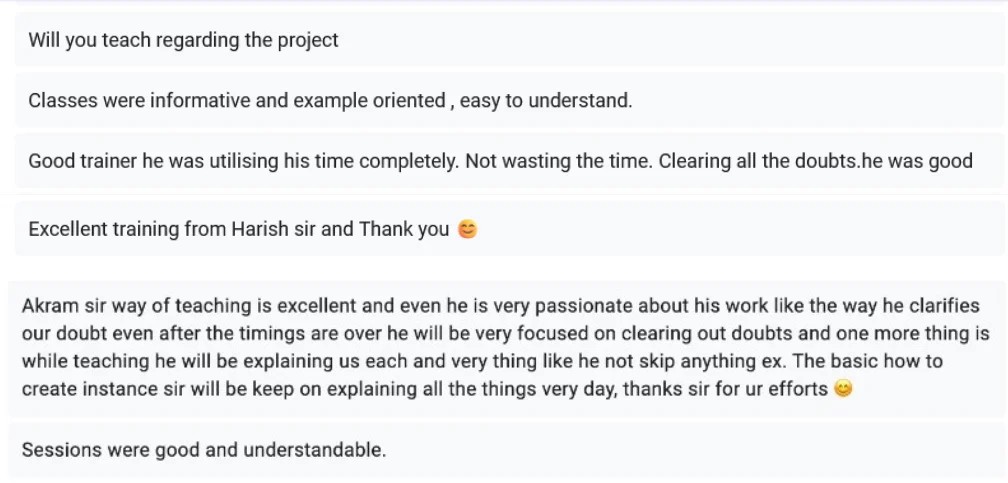 Will you teach regarding the project
Classes were informative and example oriented , easy to understand.
Good trainer he was utilising his time completely. Not wasting the time. Clearing all the doubts.he was good
Excellent training from Harish sir and Thank you 😊
Akram sir way of teaching is excellent and even he is very passionate about his work like the way he clarifies
our doubt even after the timings are over he will be very focused on clearing out doubts and one more thing is
while teaching he will be explaining us each and very thing like he not skip anything ex. The basic how to
create instance sir will be keep on explaining all the things very day, thanks sir for ur efforts 😊
Sessions were good and understandable.